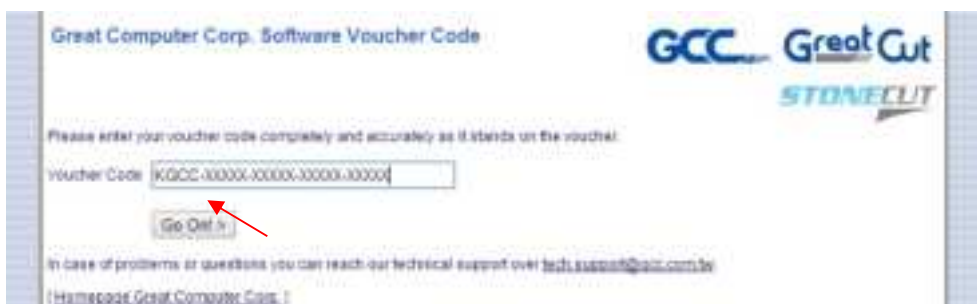 Great Computer Corp. Software Voucher Code
GCC
Great Cut
STONECUT
Please enter your voucher code completely and accurately as it stands on the voucher.
Voucher Code KGCC-XXXXX-XXXXX-XXXXX-XXXXX
Go On! >
In case of problems or questions you can reach our technical support over tech.support@gcc.com.tw
[ Homepage Great Computer Corp. ]